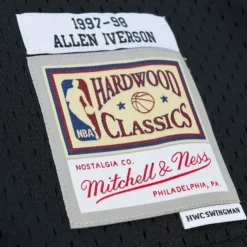 1997-98
ALLEN IVERSON
HARDWOOD
NBA
CLASSICS
NOSTALGIA CO.
Mitchell & Ness
PHILADELPHIA, PA
HWC SWINGMAN